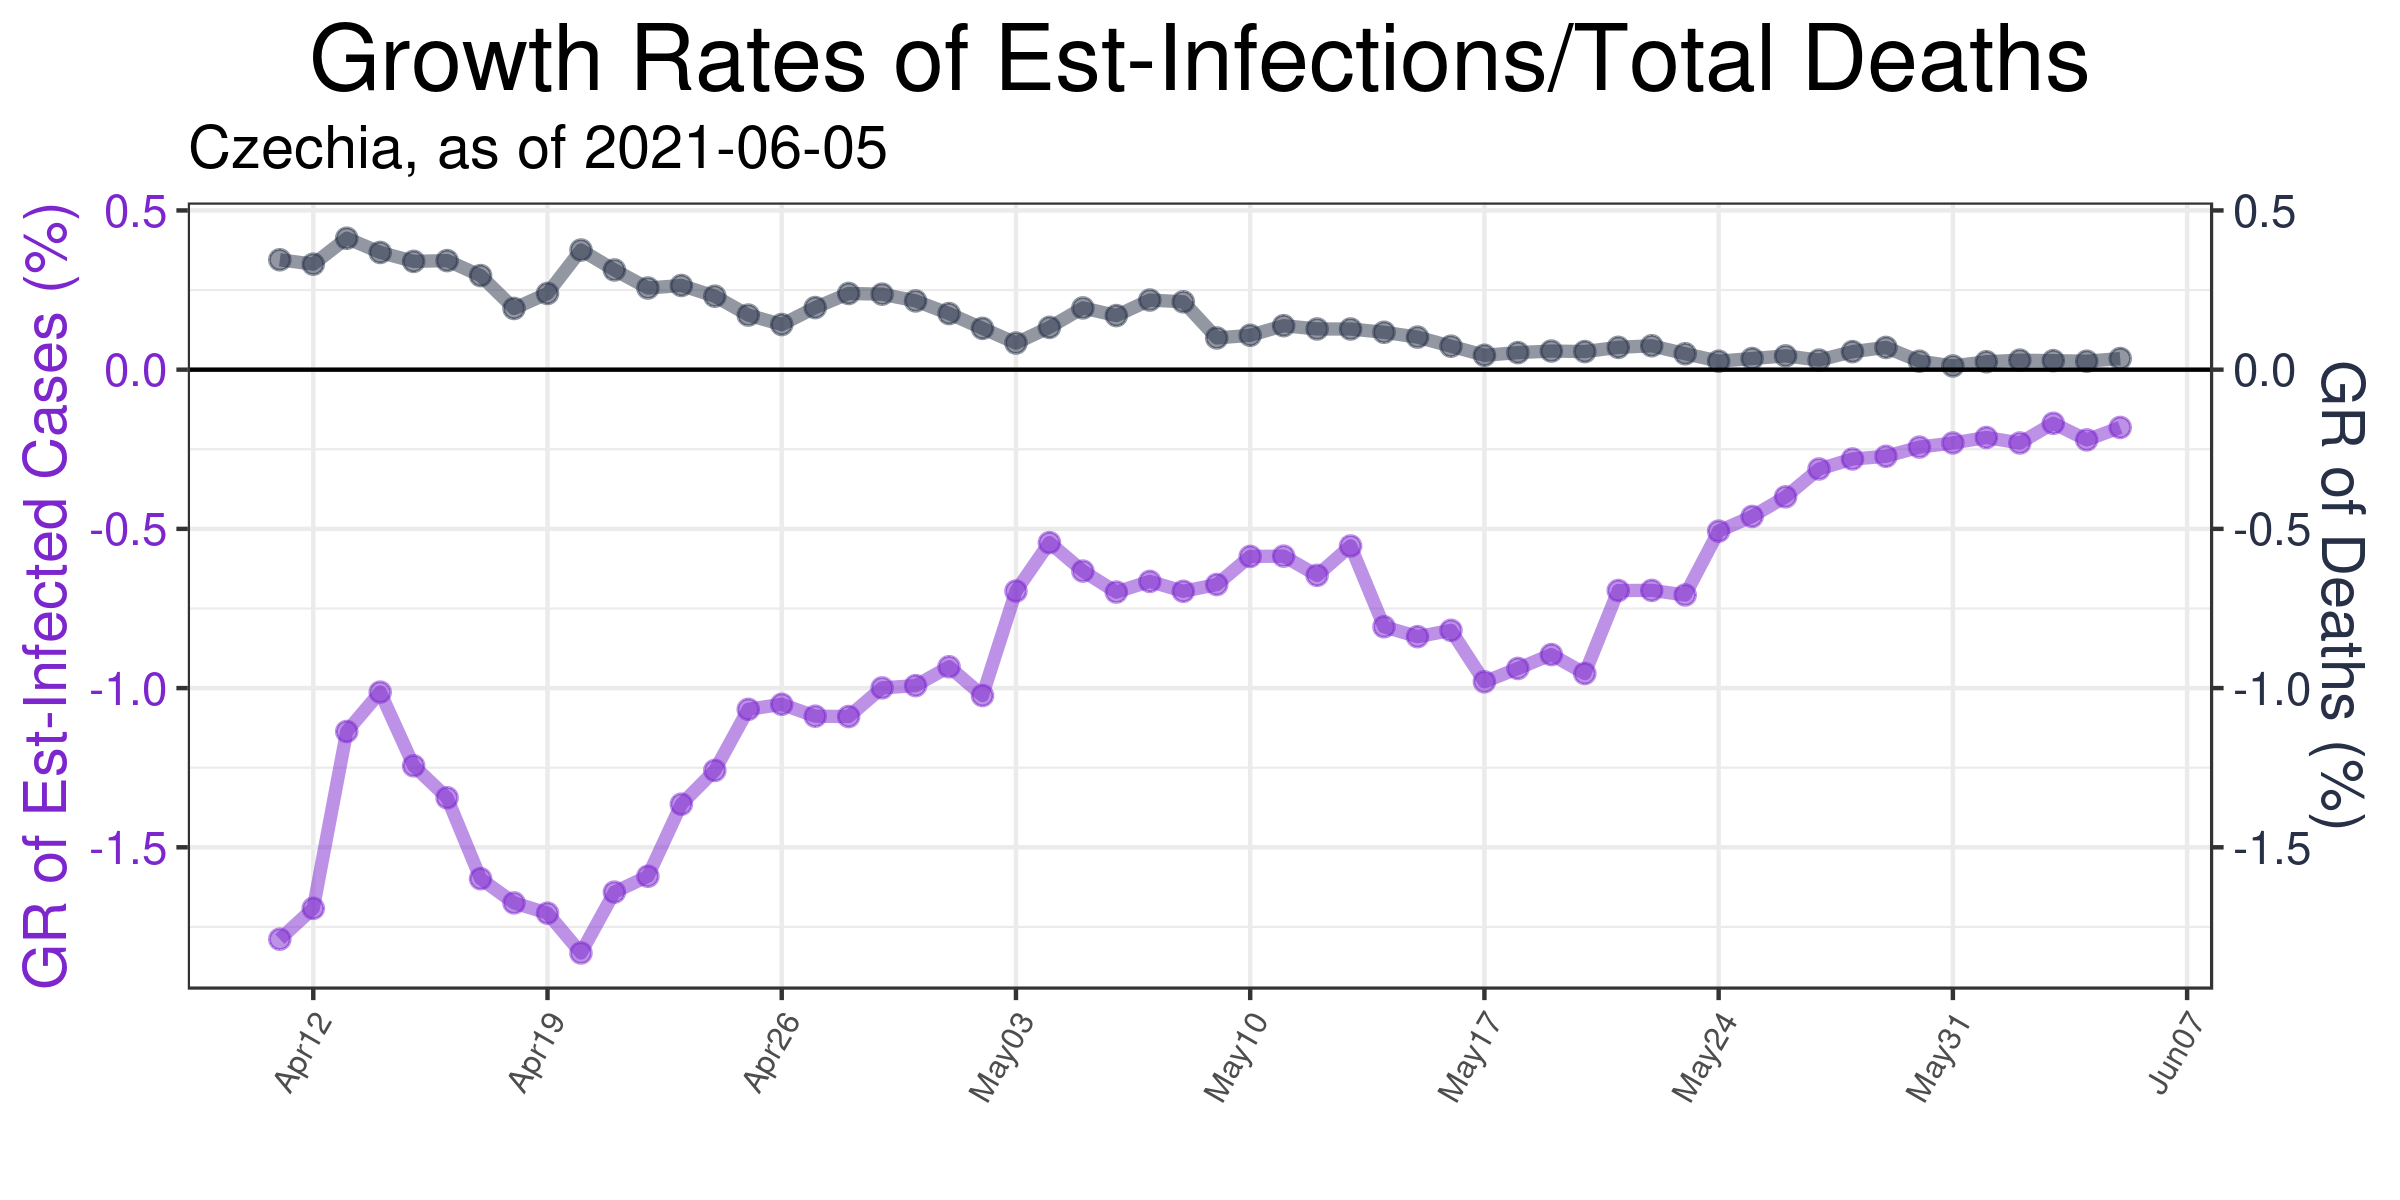 Growth Rates of Est-Infections/Total Deaths
Czechia, as of 2021-06-05
GR of Est-Infected Cases (%)
0.5
0.0
-0.5
-1.0
-1.5
0.5
0.0
-0.5
-1.0
-1.5
GR of Deaths (%)
Apr12
Apr19
Apr26
May03
May10
May17
May24
May31
Jun07